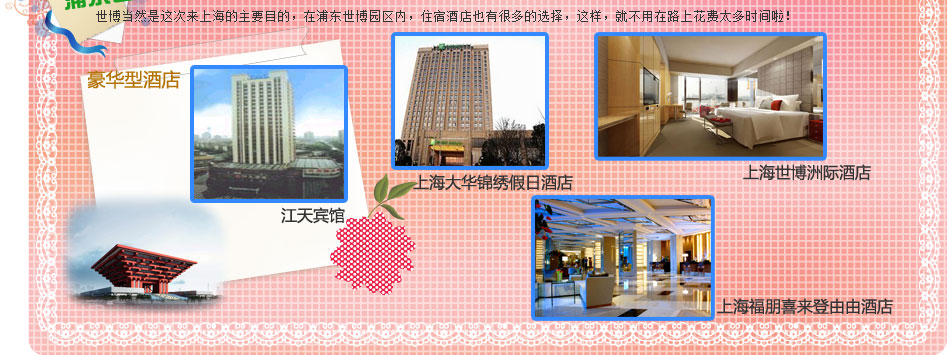 世博当然是这次来上海的主要目的，在浦东世博园区内，住宿酒店也有很多的选择，这样，就不用在路上花费太多时间啦！
豪华型酒店
江天宾馆
上海大华锦绣假日酒店
上海世博洲际酒店
上海福朋喜来登由由酒店